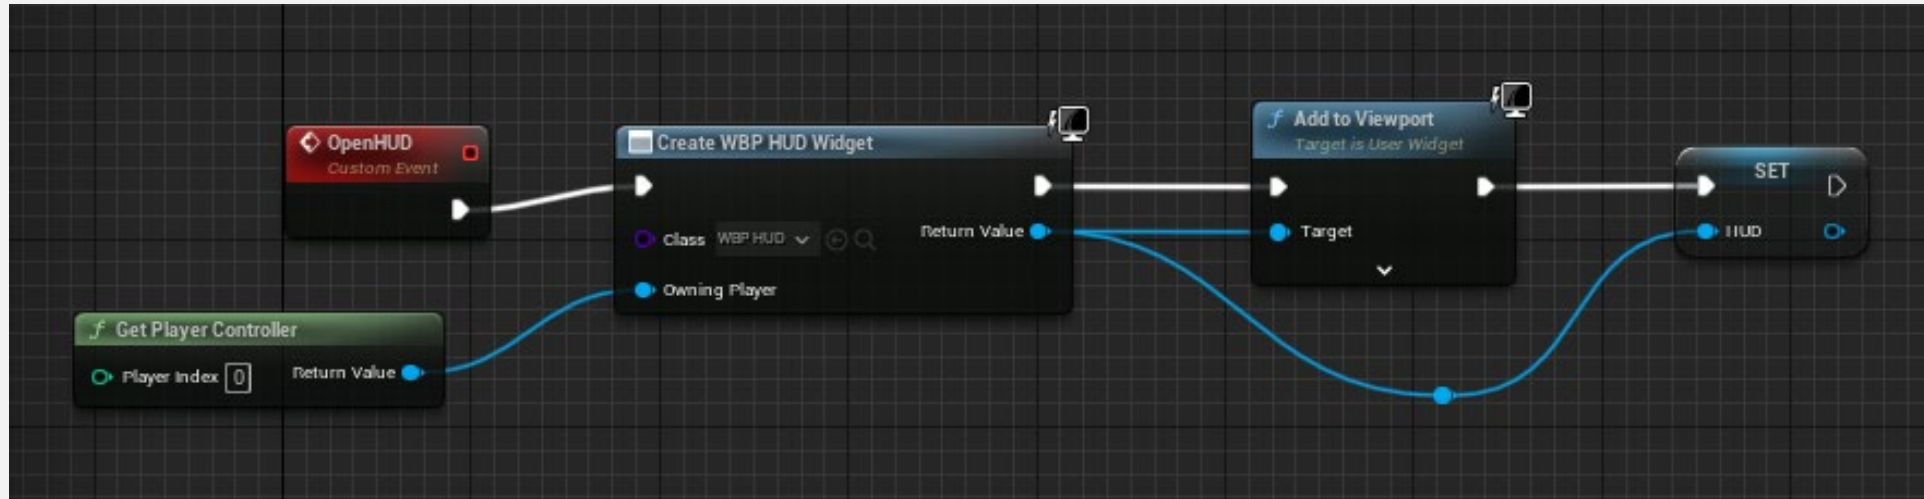 OpenHUD
Custom Event
Create WBP HUD Widget
Class WBP HUD
Return Value
Owning Player
Add to Viewport
Target is User Widget
Target
SET
HUD
Get Player Controller
Player Index 0
Return Value